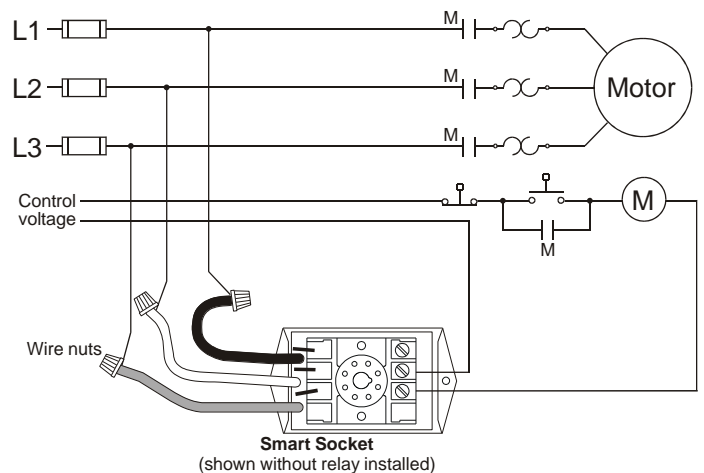 M
L1
M
L2
Motor
M
L3
Control
voltage
M
M
Wire nuts
Smart Socket
(shown without relay installed)